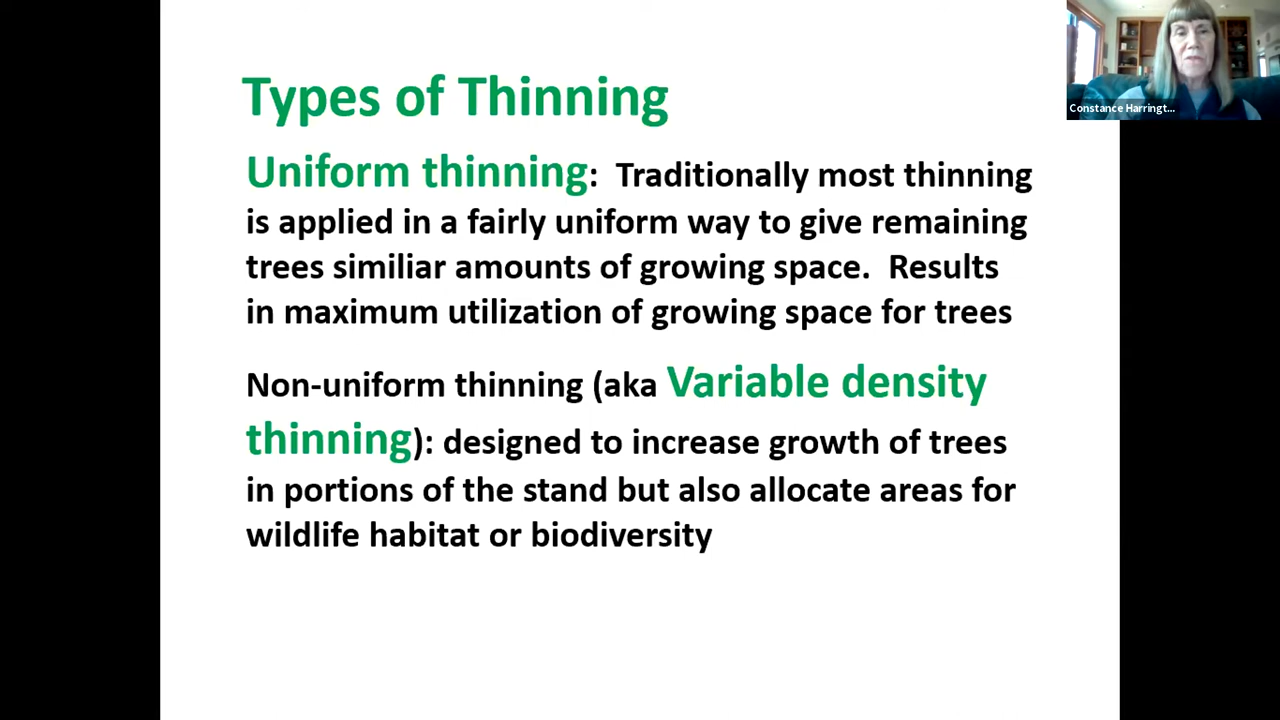 Types of Thinning
Uniform thinning: Traditionally most thinning
is applied in a fairly uniform way to give remaining
trees similiar amounts of growing space. Results
in maximum utilization of growing space for trees
Non-uniform thinning (aka Variable density
thinning): designed to increase growth of trees
in portions of the stand but also allocate areas for
wildlife habitat or biodiversity
Constance Harringt...